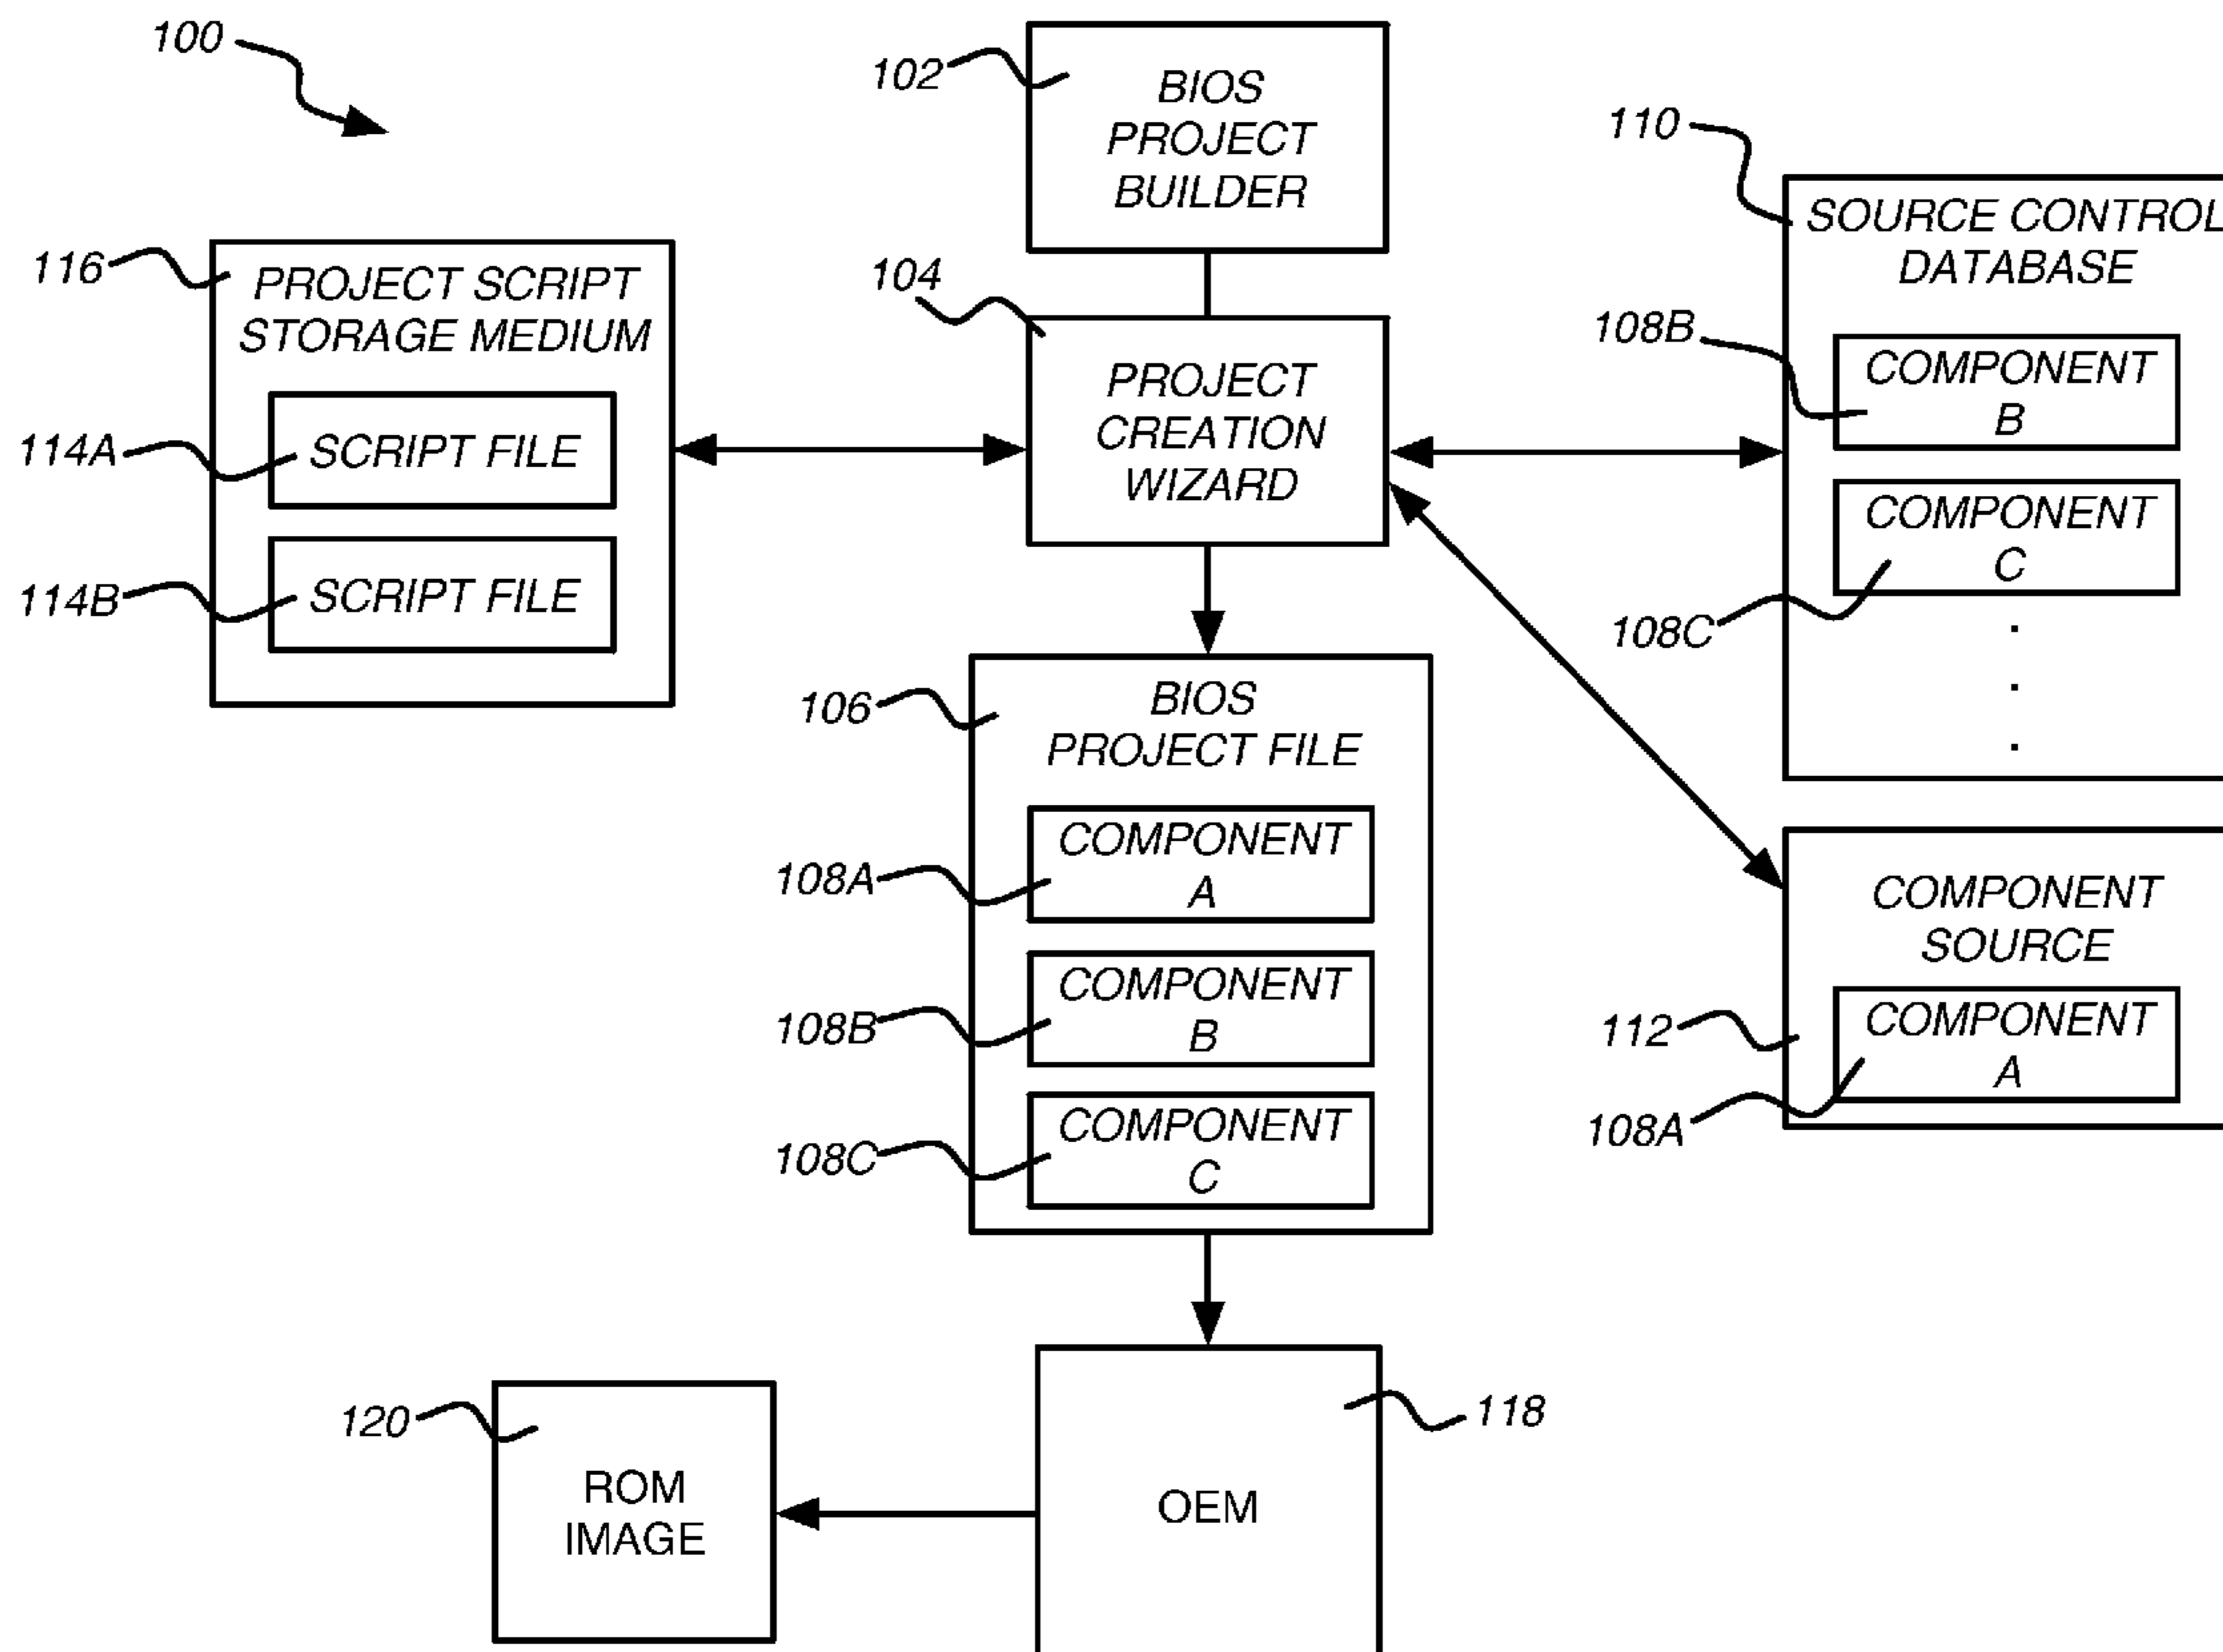 100
102
BIOS
PROJECT
BUILDER
110
SOURCE CONTROL
DATABASE
108B
COMPONENT
B
COMPONENT
C
108C
.
.
.
116
PROJECT SCRIPT
STORAGE MEDIUM
114A
SCRIPT FILE
114B
SCRIPT FILE
104
PROJECT
CREATION
WIZARD
106
BIOS
PROJECT FILE
108A
COMPONENT
A
108B
COMPONENT
B
108C
COMPONENT
C
COMPONENT
SOURCE
112
COMPONENT
A
108A
120
ROM
IMAGE
118
OEM